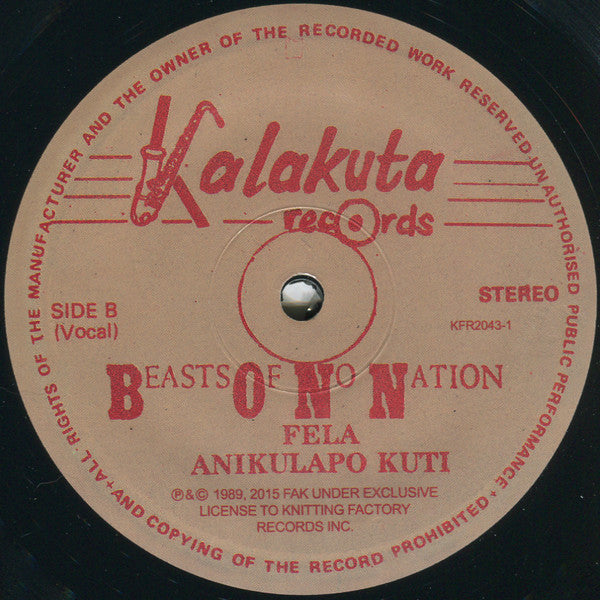 ALL RIGHTS OF THE MANUFACTURER AND THE OWNER OF THE RECORDED WORK RESERVED·UNAUTHORISED PUBLIC PERFORMANCE
AND COPYING OF THE RECORD PROHIBITED
Kalakuta
records
SIDE B
(Vocal)
STEREO
KFR2043-1
BEASTS OF NO NATION
FELA
ANIKULAPO KUTI
℗&© 1989, 2015 FAK UNDER EXCLUSIVE
LICENSE TO KNITTING FACTORY
RECORDS INC.